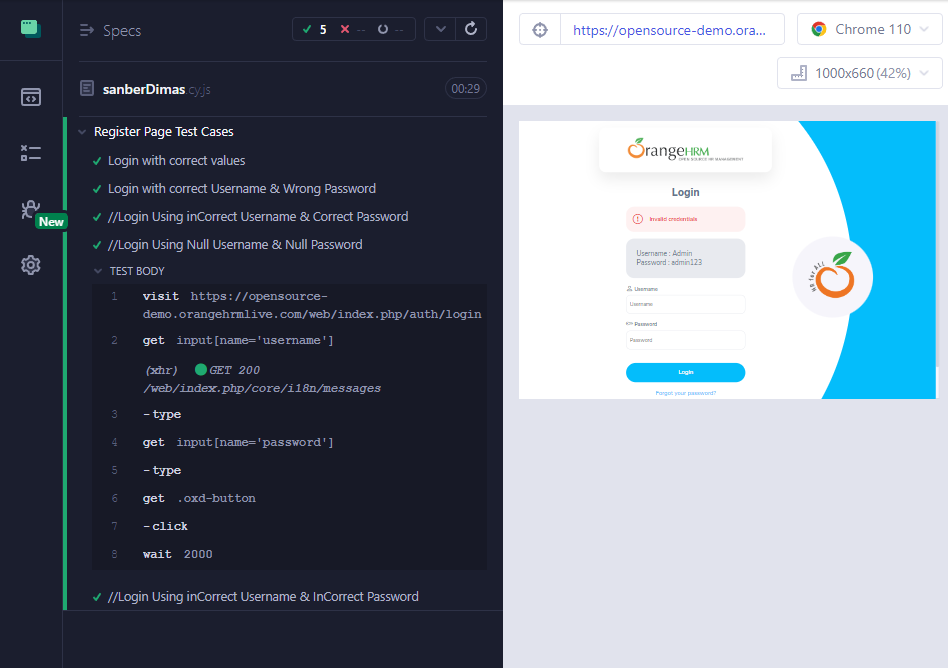 Specs
5 -- --
sanberDimas.cy.js
00:29
Register Page Test Cases
Login with correct values
Login with correct Username & Wrong Password
//Login Using inCorrect Username & Correct Password
//Login Using Null Username & Null Password
TEST BODY
1 visit https://opensource-
demo.orangehrmlive.com/web/index.php/auth/login
2 get input[name='username']
(xhr) GET 200
/web/index.php/core/i18n/messages
3 -type
4 get input[name='password']
5 -type
6 get .oxd-button
7 -click
8 wait 2000
//Login Using inCorrect Username & InCorrect Password
New
https://opensource-demo.ora...
Chrome 110
1000x660 (42%)
OrangeHRM
OPEN SOURCE HR MANAGEMENT
Login
Invalid credentials
Username : Admin
Password : admin123
Username
Username
Password
Password
Login
Forgot your password?
HR for ALL